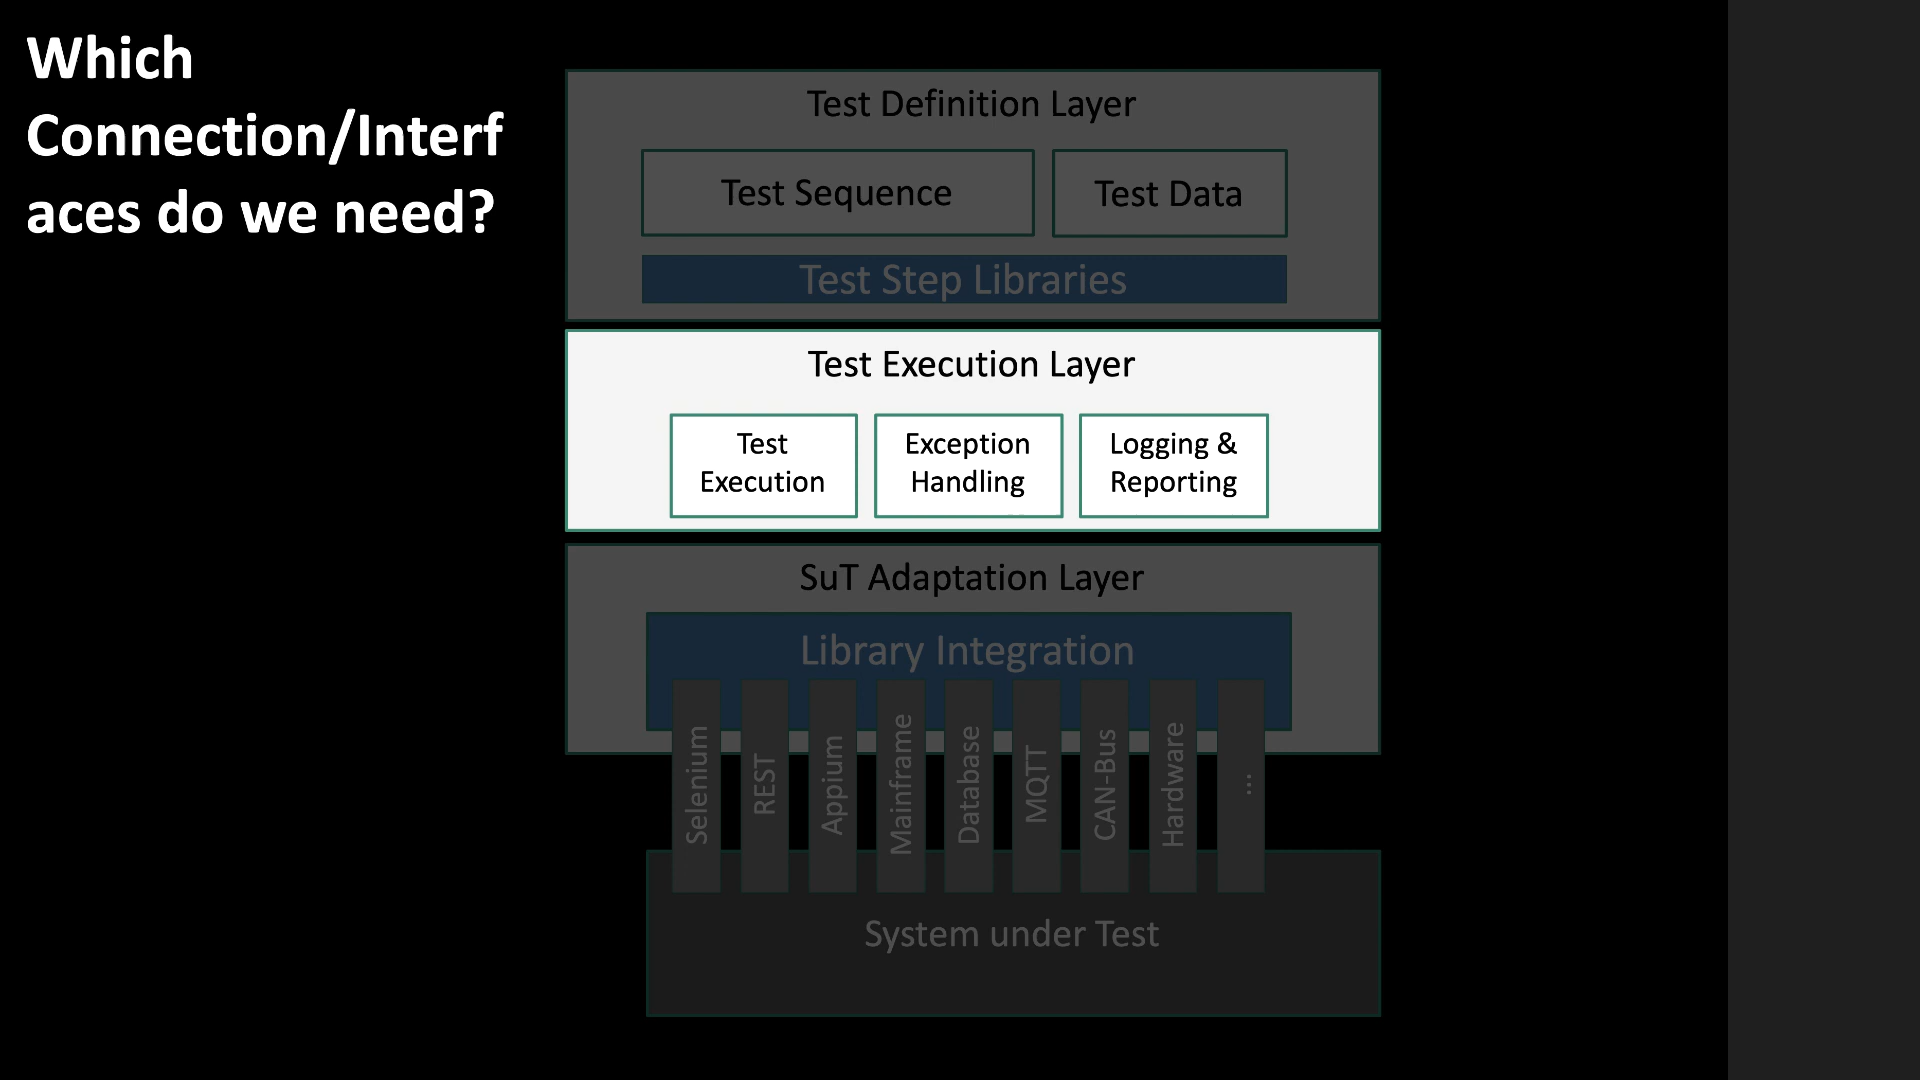 Which
Connection/Interf
aces do we need?
Test Definition Layer
Test Sequence
Test Data
Test Step Libraries
Test Execution Layer
Test
Execution
Exception
Handling
Logging &
Reporting
SuT Adaptation Layer
Library Integration
Selenium
REST
Appium
Mainframe
Database
MQTT
CAN-Bus
Hardware
...
System under Test